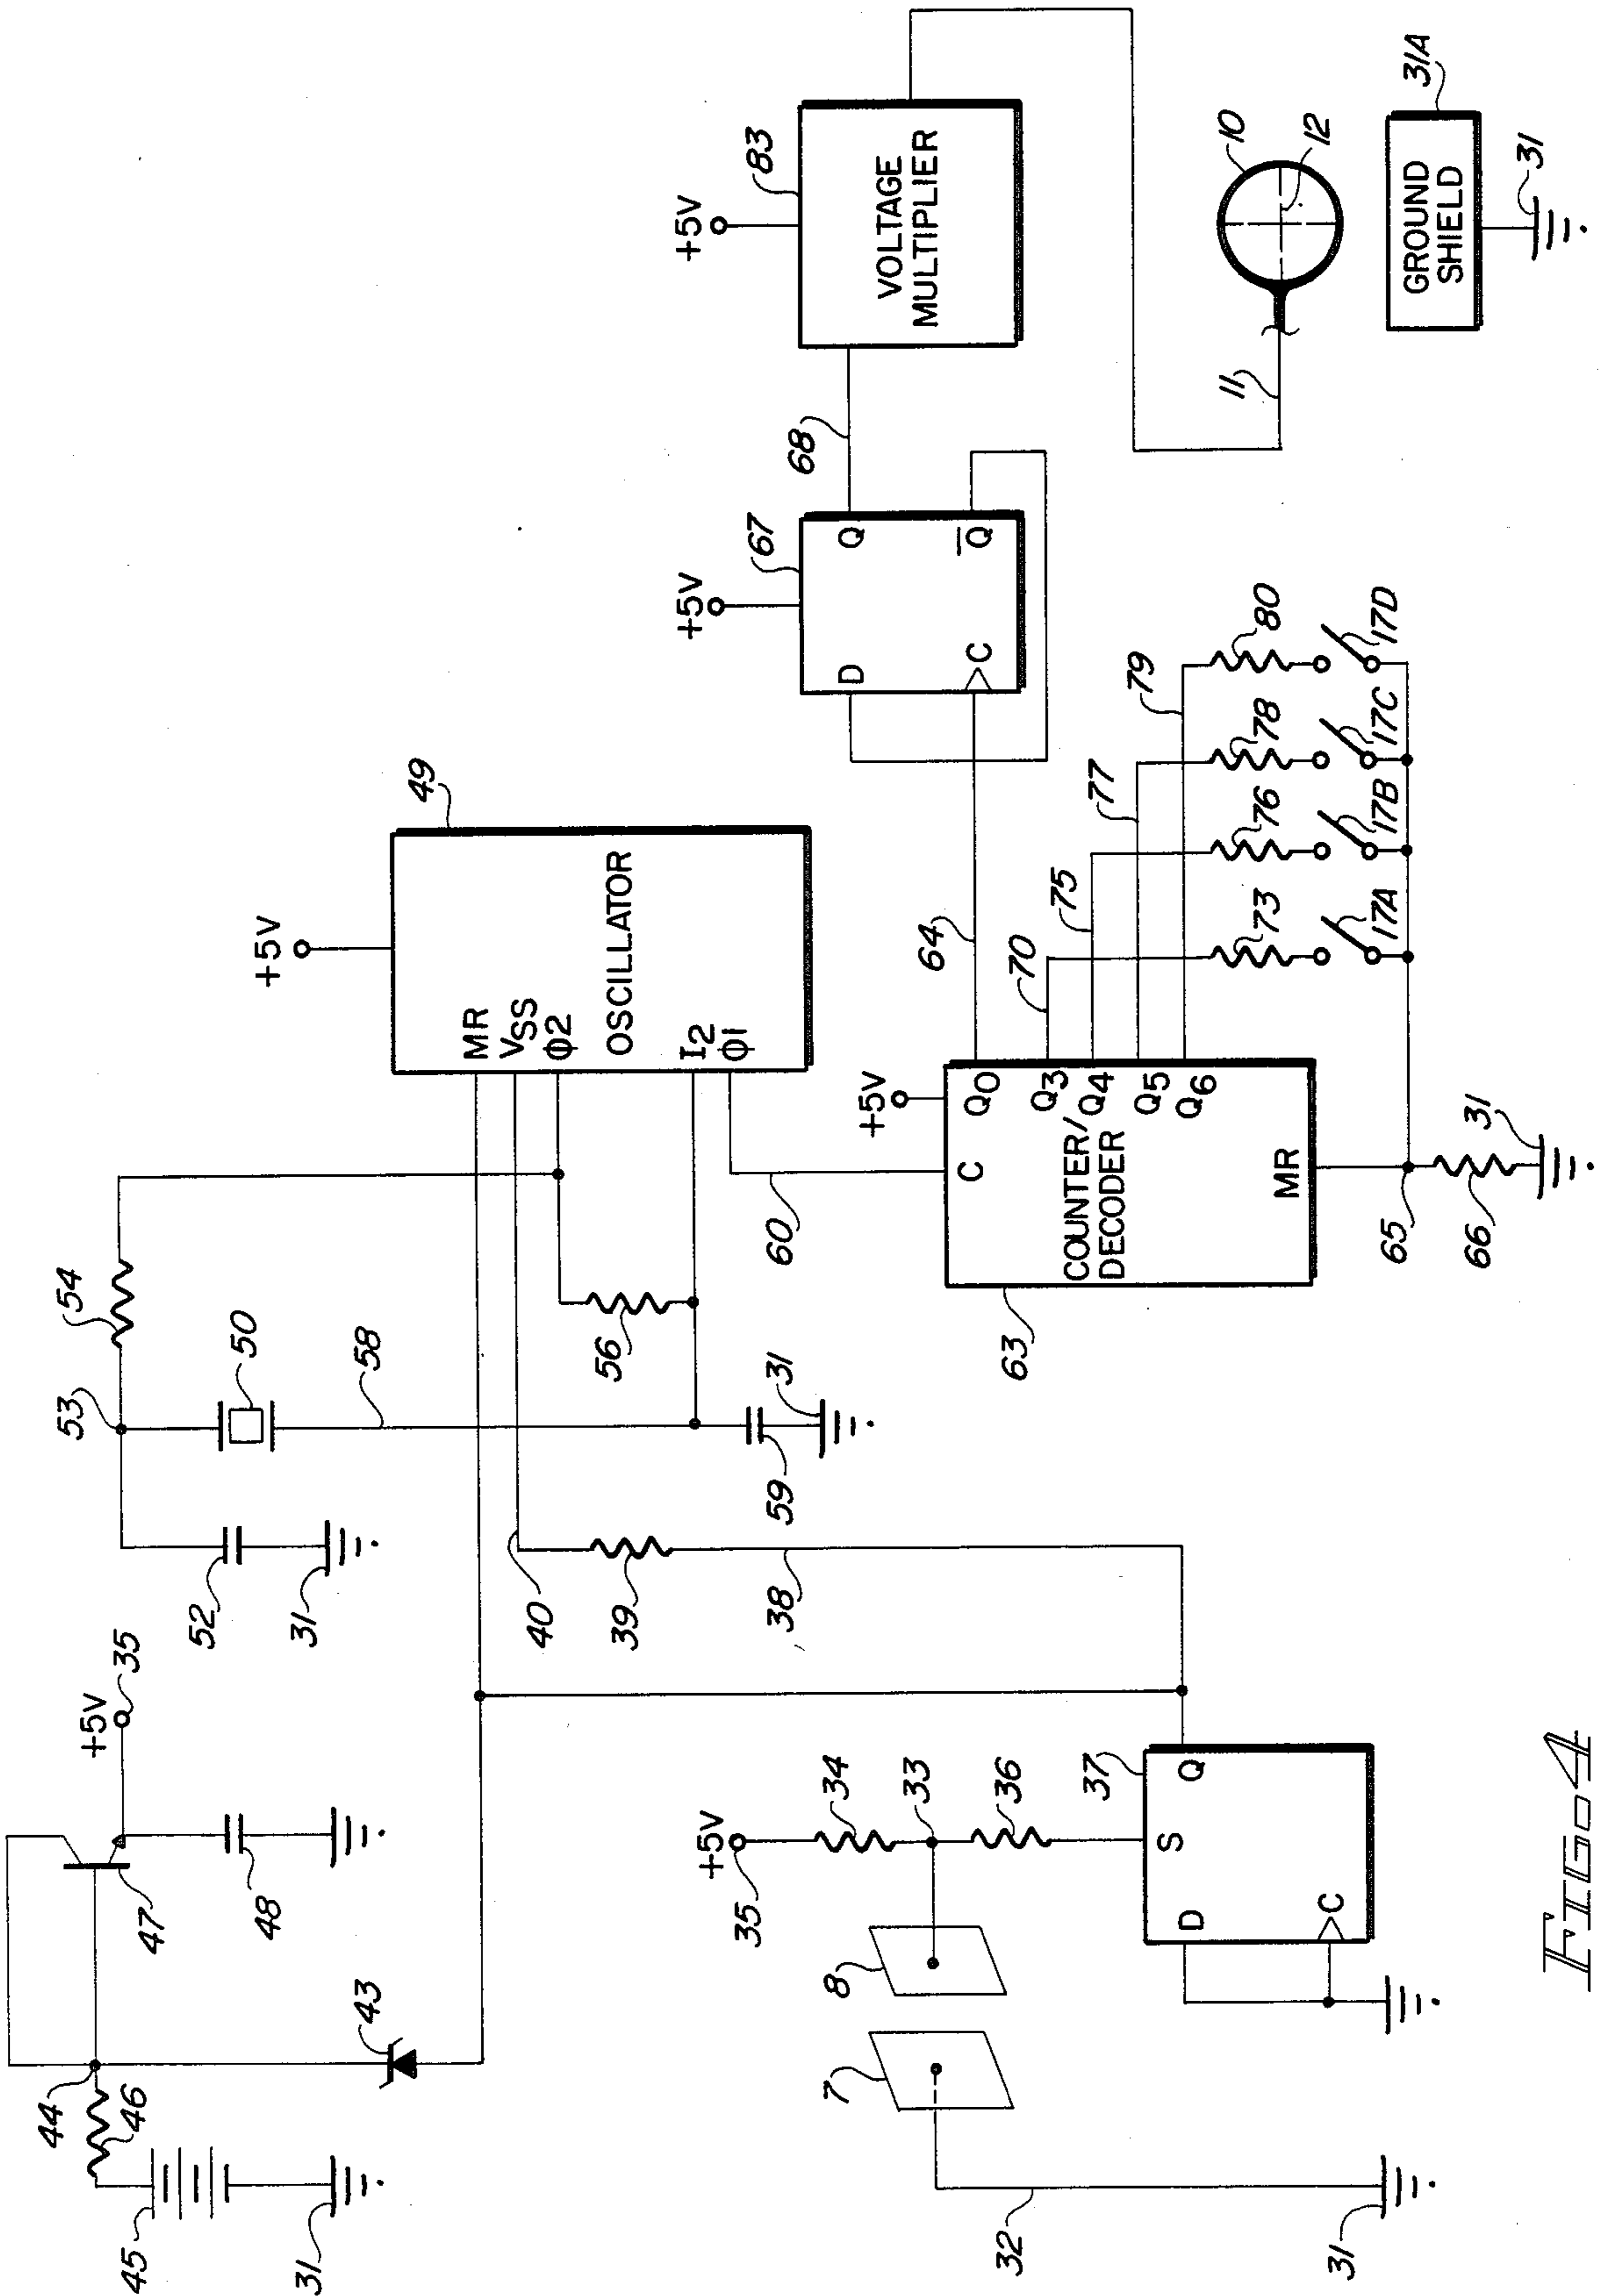 44
46
45
31
43
47
48
+5V
35
52
31
53
54
50
58
56
59
31
40
39
38
+5V
49
MR
VSS
Φ2
OSCILLATOR
I2
Φ1
60
+5V
35
34
33
36
8
7
32
31
37
S
Q
D
C
63
C
COUNTER/
DECODER
MR
+5V
Q0
Q3
Q4
Q5
Q6
65
66
31
64
70
75
77
79
73
76
78
80
17A
17B
17C
17D
+5V
67
D
Q
C
Q̅
68
+5V
83
VOLTAGE
MULTIPLIER
11
10
12
GROUND
SHIELD
31A
31
FIG-4